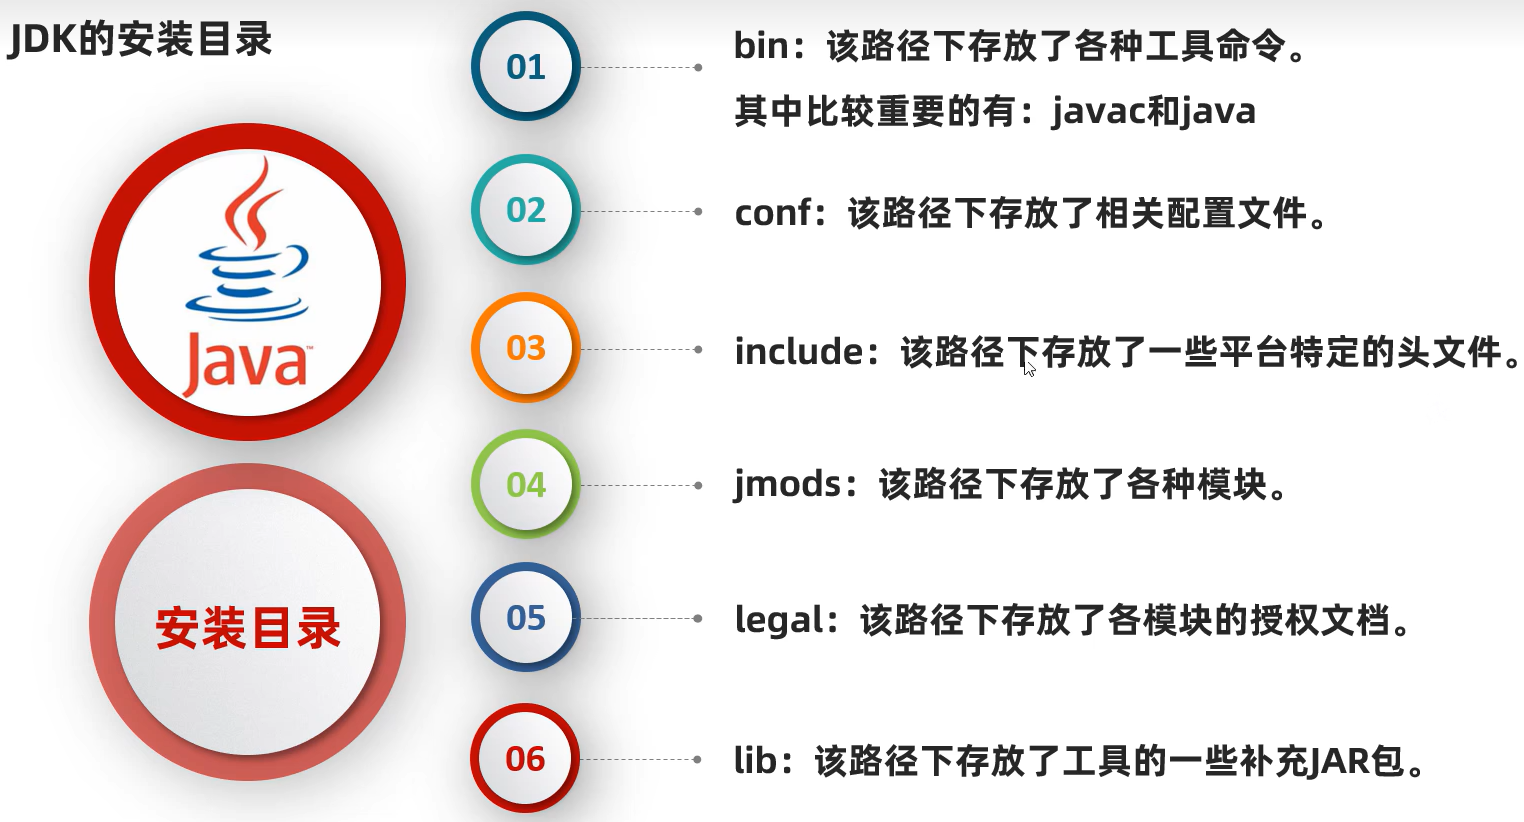 JDK的安装目录
Java™
安装目录
01
bin：该路径下存放了各种工具命令。
其中比较重要的有：javac和java
02
conf：该路径下存放了相关配置文件。
03
include：该路径下存放了一些平台特定的头文件。
04
jmods：该路径下存放了各种模块。
05
legal：该路径下存放了各模块的授权文档。
06
lib：该路径下存放了工具的一些补充JAR包。